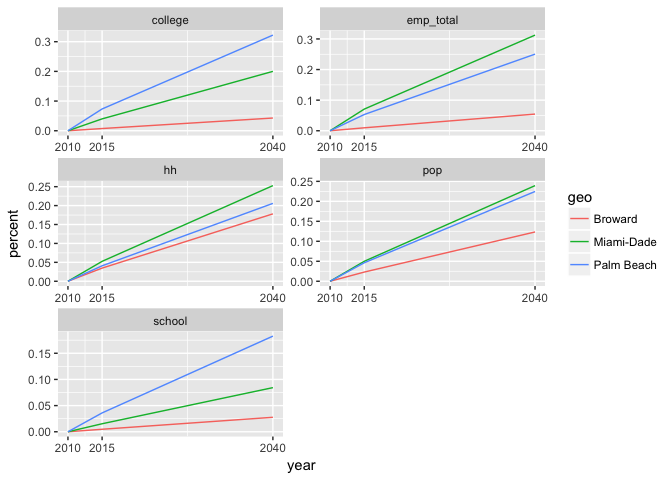 college
emp_total
0.3
0.2
0.1
0.0
2010 2015 2040
0.3
0.2
0.1
0.0
2010 2015 2040
hh
pop
0.25
0.20
0.15
0.10
0.05
0.00
2010 2015 2040
0.25
0.20
0.15
0.10
0.05
0.00
2010 2015 2040
school
0.15
0.10
0.05
0.00
2010 2015 2040
percent
year
geo
Broward
Miami-Dade
Palm Beach